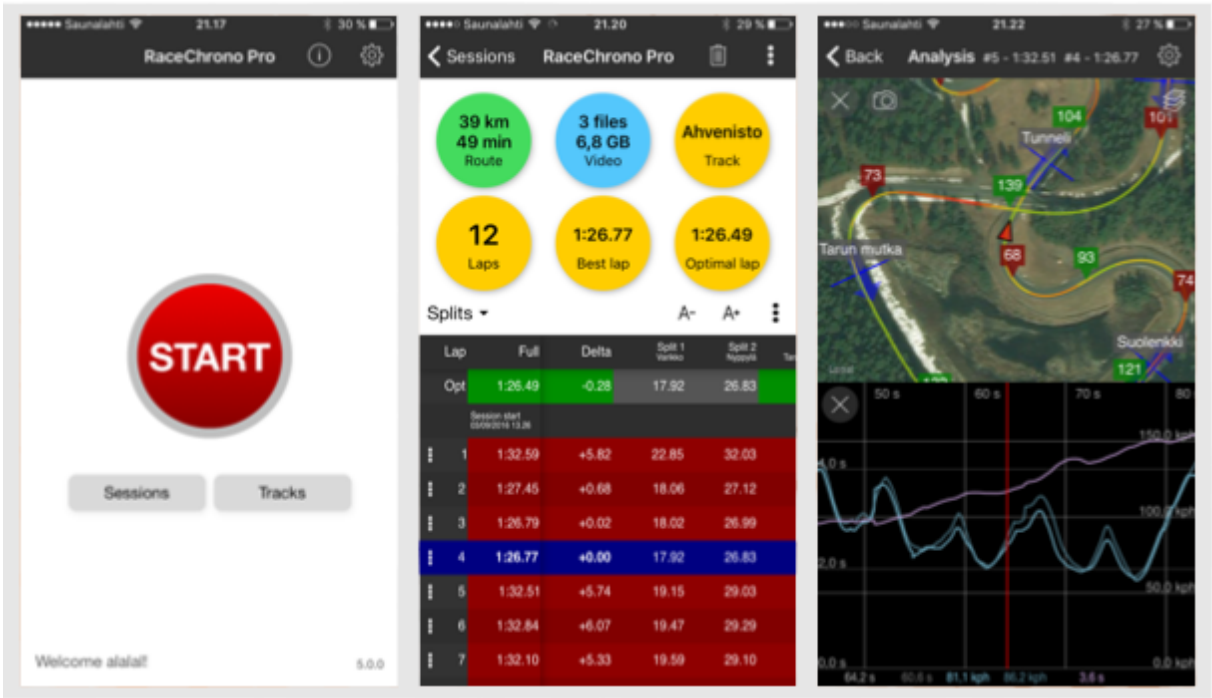 Saunalahti 21.17 30 %
RaceChrono Pro
START
Sessions Tracks
Welcome alalal! 5.0.0
Saunalahti 21.20 29 %
Sessions RaceChrono Pro
39 km
49 min
Route
3 files
6,8 GB
Video
Ahvenisto
Track
12
Laps
1:26.77
Best lap
1:26.49
Optimal lap
Splits A- A+
Lap Full Delta Split 1 Split 2
Varikko Nyppylä
Opt 1:26.49 -0.28 17.92 26.83
Session start
03/09/2016 13.26
1 1:32.59 +5.82 22.85 32.03
2 1:27.45 +0.68 18.06 27.12
3 1:26.79 +0.02 18.02 26.99
4 1:26.77 +0.00 17.92 26.83
5 1:32.51 +5.74 19.15 29.03
6 1:32.84 +6.07 19.47 29.29
7 1:32.10 +5.33 19.59 29.10
Saunalahti 21.22 27 %
Back Analysis #5 - 1:32.51 #4 - 1:26.77
104 101
Tunneli
73
139
Tarun mutka
68 93
74
Suolenkki
121
50 s 60 s 70 s 80
150,0 kph
4,0 s
100,0 kph
2,0 s
50,0 kph
0,0 s 0,0 kph
64,2 s 60,6 s 81,1 kph 86,2 kph 3,6 s